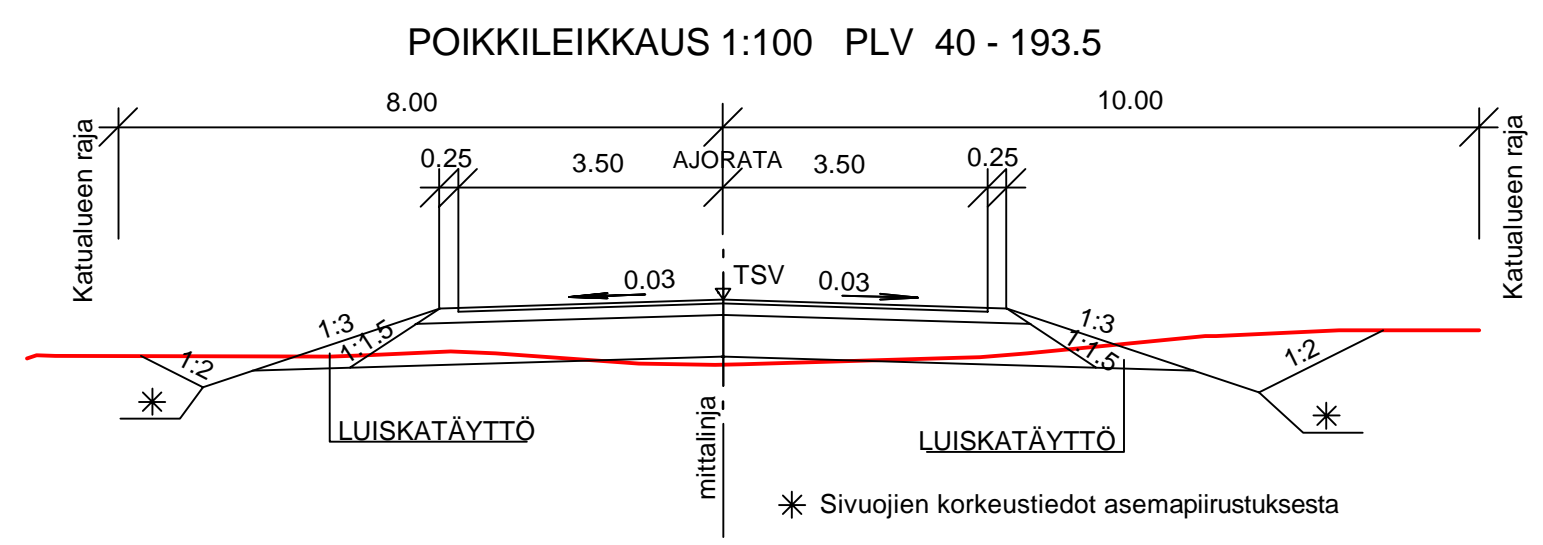 POIKKILEIKKAUS 1:100 PLV 40 - 193.5
8.00
10.00
Katualueen raja
0.25
3.50
AJORATA
3.50
0.25
Katualueen raja
0.03
TSV
0.03
1:3
1:1.5
1:2
1:3
1:1.5
1:2
LUISKATÄYTTÖ
mittalinja
LUISKATÄYTTÖ
Sivuojien korkeustiedot asemapiirustuksesta